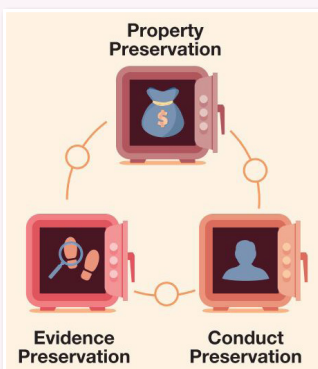 Property
Preservation
$
Evidence
Preservation
Conduct
Preservation